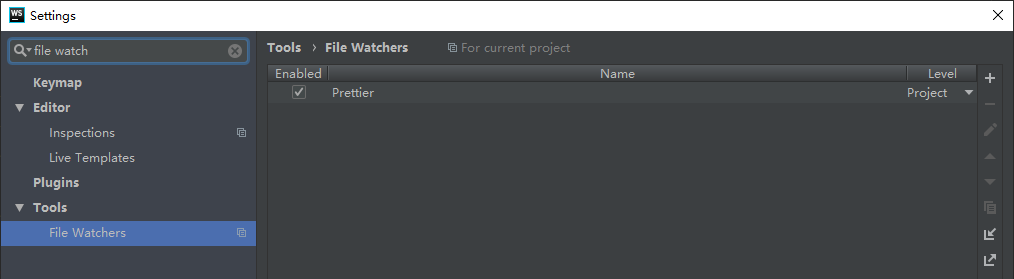 WS Settings
file watch
Keymap
Editor
Inspections
Live Templates
Plugins
Tools
File Watchers
Tools › File Watchers For current project
Enabled Name Level
Prettier Project